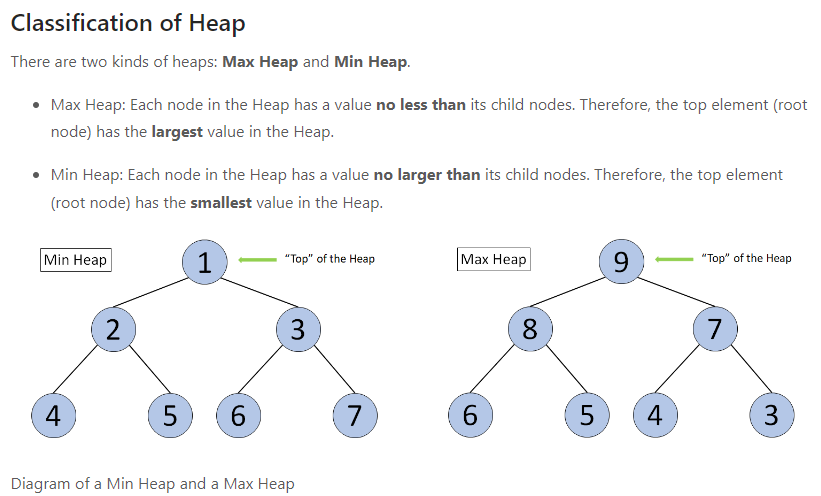 Classification of Heap
There are two kinds of heaps: Max Heap and Min Heap.
Max Heap: Each node in the Heap has a value no less than its child nodes. Therefore, the top element (root
node) has the largest value in the Heap.
Min Heap: Each node in the Heap has a value no larger than its child nodes. Therefore, the top element
(root node) has the smallest value in the Heap.
Min Heap
1
“Top” of the Heap
2
3
4
5
6
7
Max Heap
9
“Top” of the Heap
8
7
6
5
4
3
Diagram of a Min Heap and a Max Heap